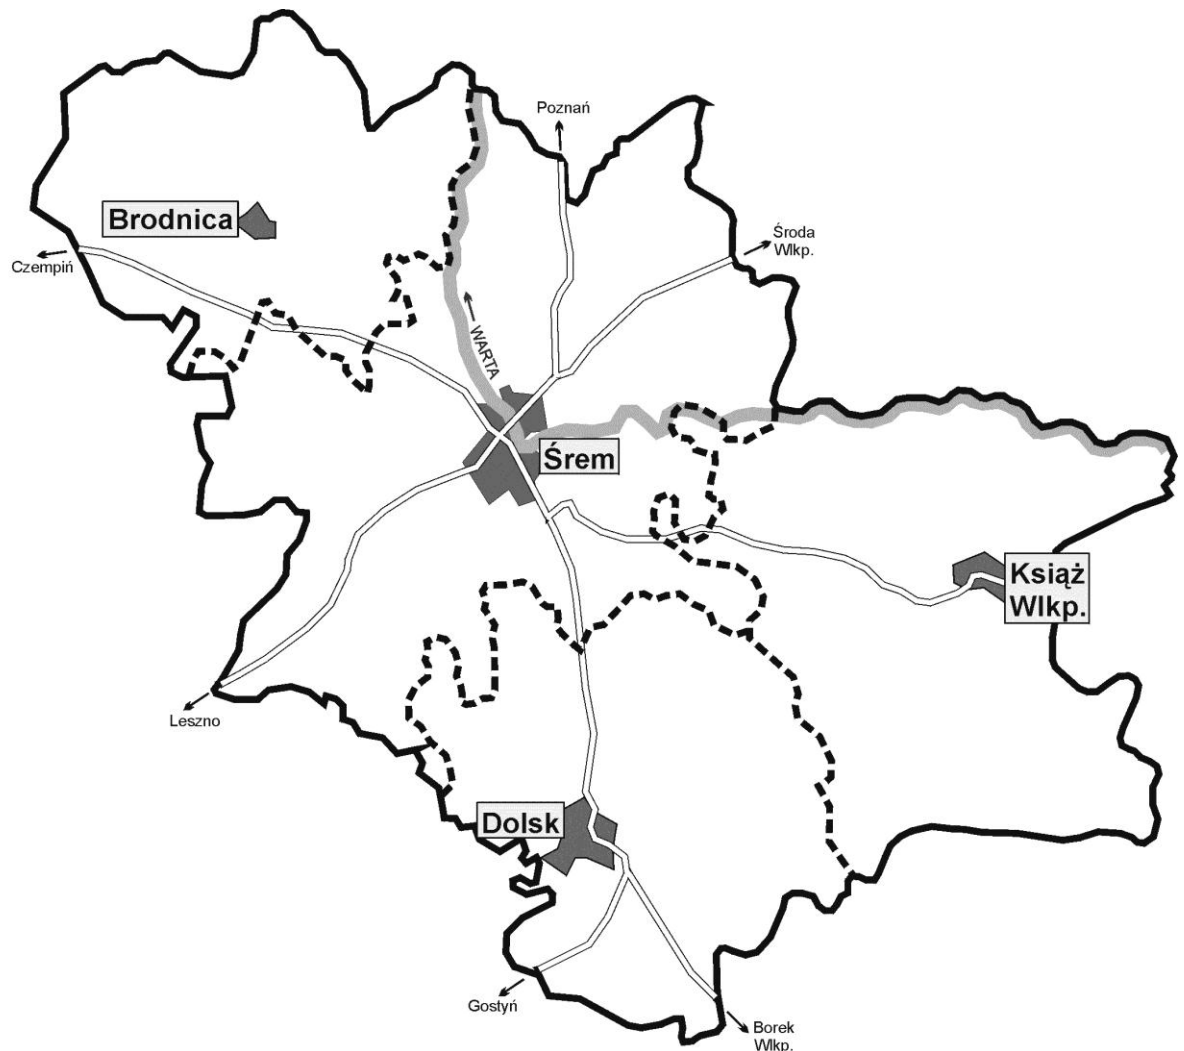 Poznań
Brodnica
Środa
Wlkp.
Czempiń
WARTA
Śrem
Książ
Wlkp.
Leszno
Dolsk
Gostyń
Borek
Wlkp.